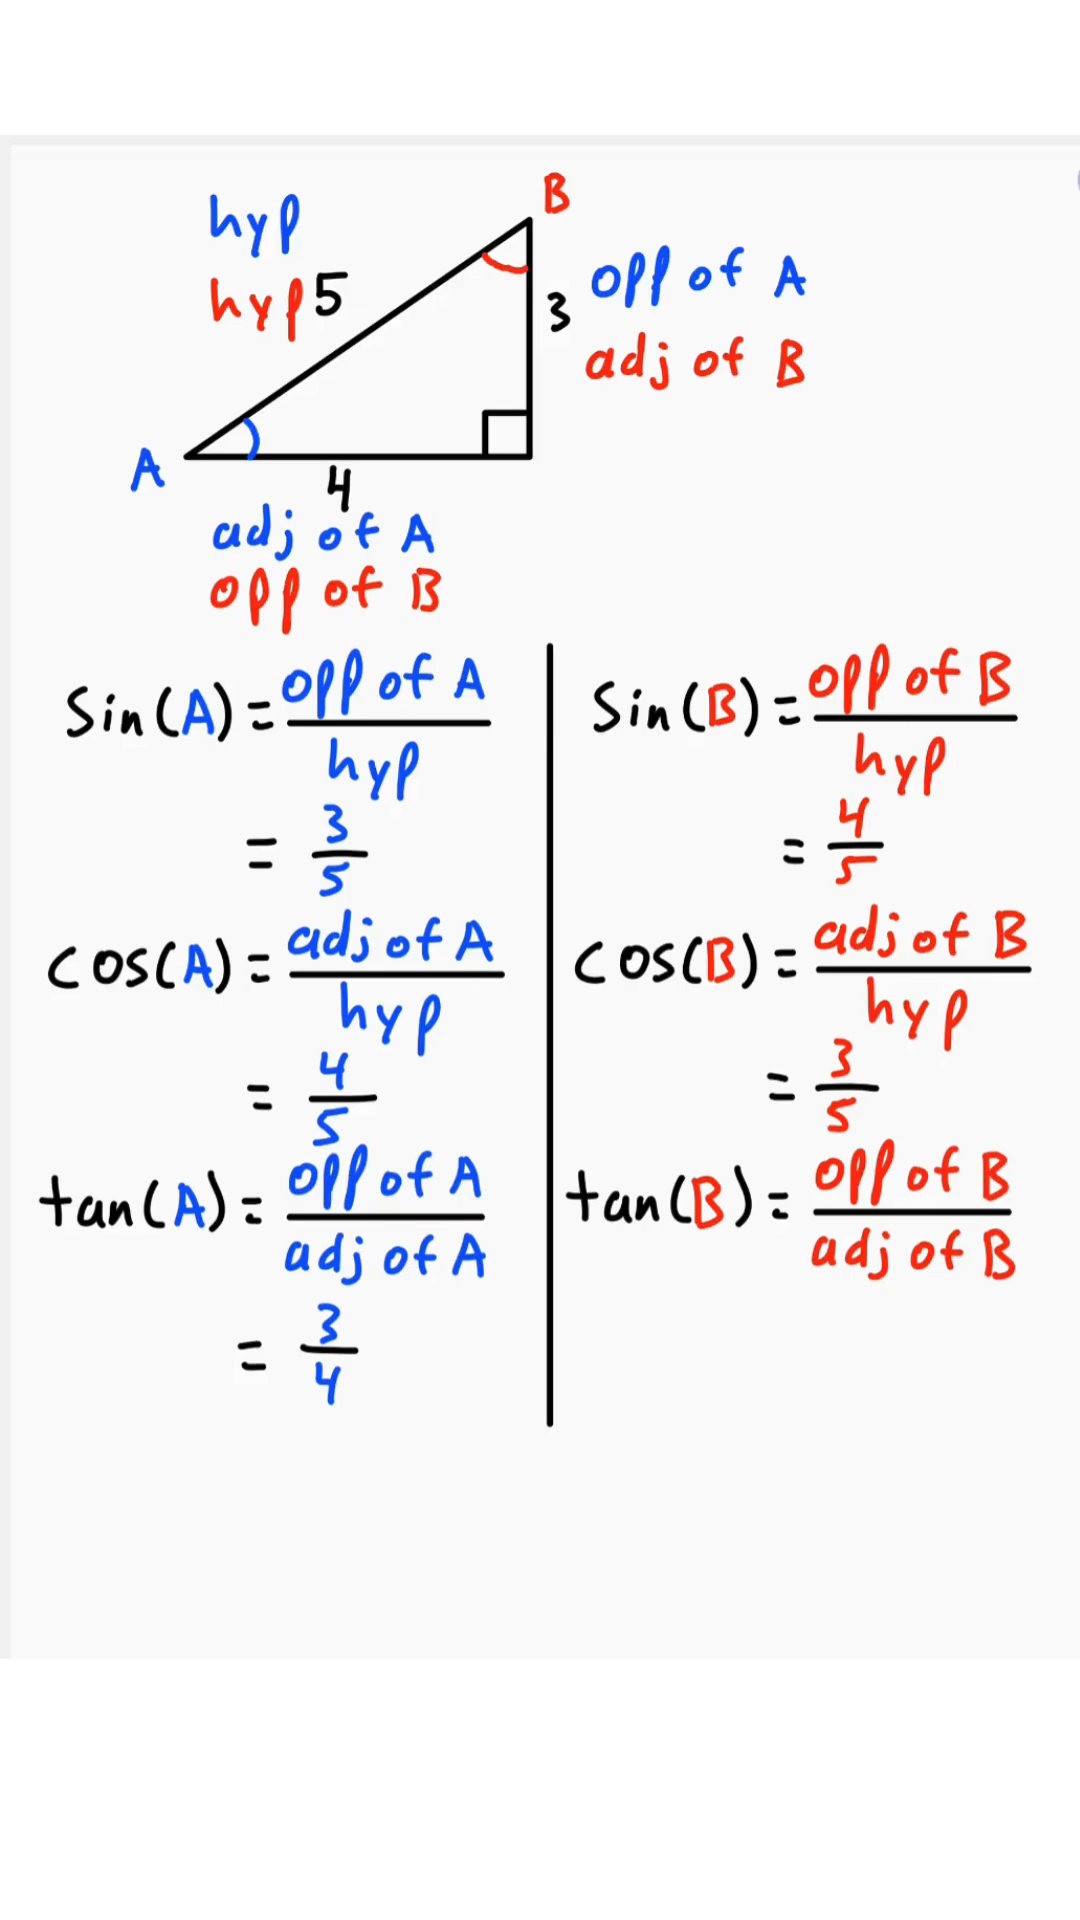 B
hyp
opp of A
hyp 5
3
adj of B
A
4
adj of A
opp of B
Sin(A) = opp of A / hyp
= 3/5
cos(A) = adj of A / hyp
= 4/5
tan(A) = opp of A / adj of A
= 3/4
Sin(B) = opp of B / hyp
= 4/5
cos(B) = adj of B / hyp
= 3/5
tan(B) = opp of B / adj of B